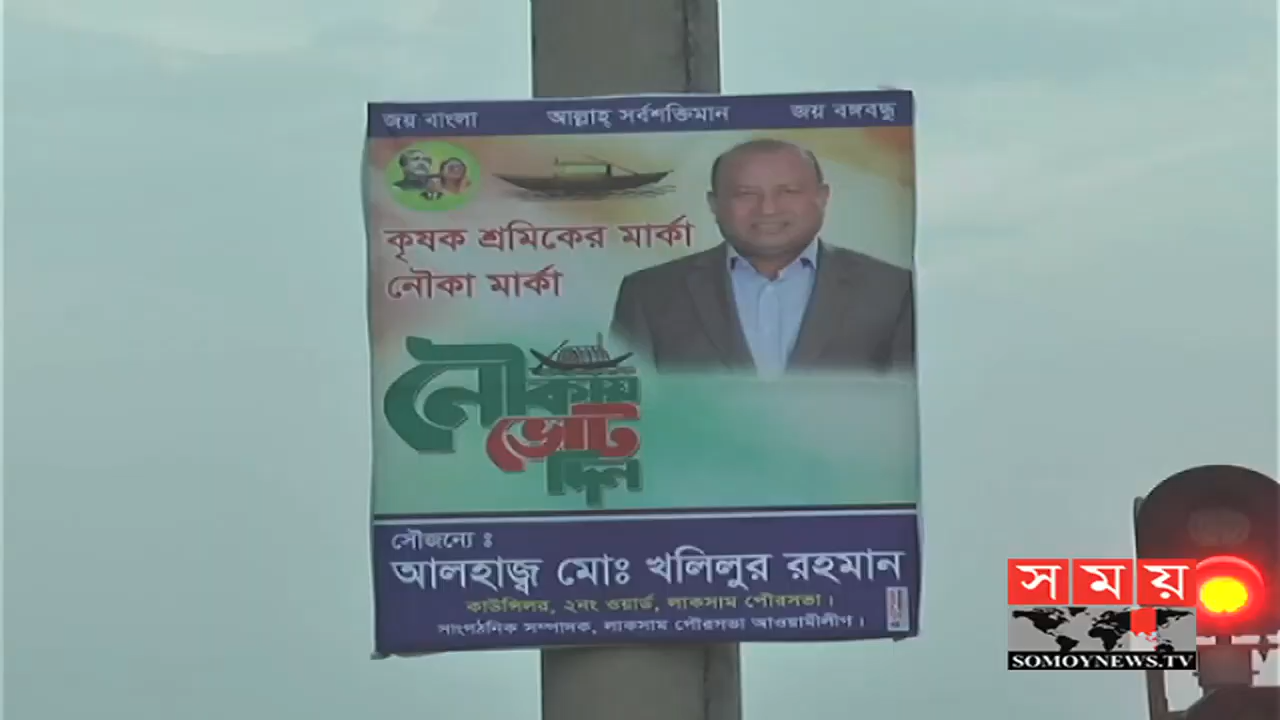 জয় বাংলা আল্লাহ্ সর্বশক্তিমান জয় বঙ্গবন্ধু
কৃষক শ্রমিকের মার্কা
নৌকা মার্কা
নৌকায়
ভোট
দিন
সৌজন্যে ঃ
আলহাজ্ব মোঃ খলিলুর রহমান
কাউন্সিলর, ২নং ওয়ার্ড, লাকসাম পৌরসভা।
সাংগঠনিক সম্পাদক, লাকসাম পৌরসভা আওয়ামীলীগ।
সময়
SOMOYNEWS.TV